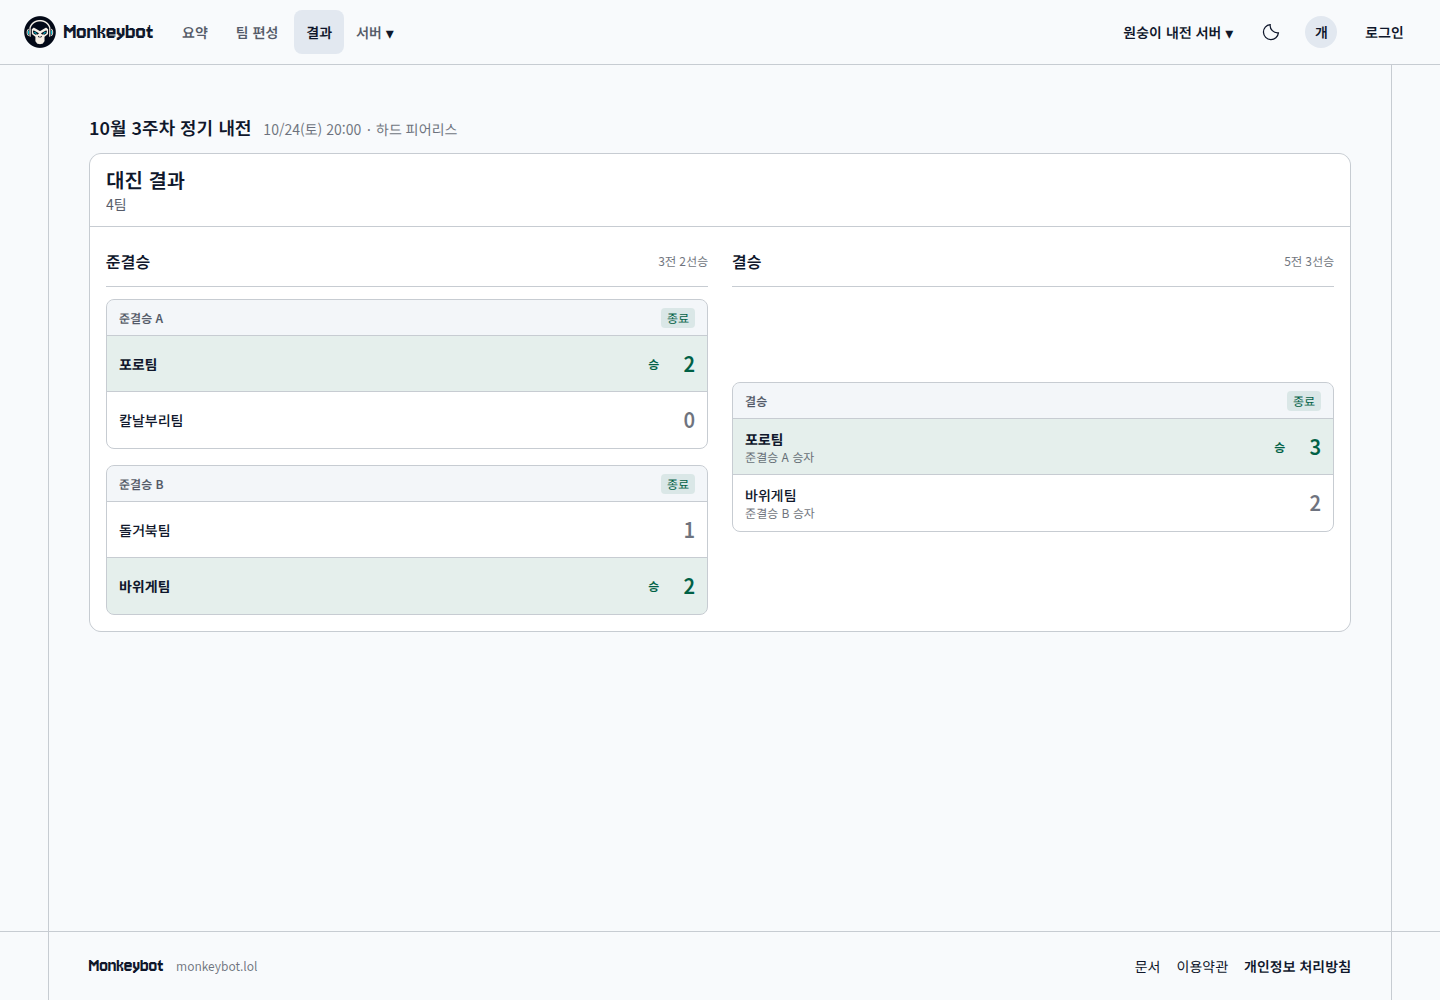 Monkeybot 요약 팀 편성 결과 서버 ▾ 원숭이 내전 서버 ▾ 개 로그인
10월 3주차 정기 내전 10/24(토) 20:00 · 하드 피어리스
대진 결과
4팀
준결승 3전 2선승
준결승 A 종료
포로팀 승 2
칼날부리팀 0
준결승 B 종료
돌거북팀 1
바위게팀 승 2
결승 5전 3선승
결승 종료
포로팀 승 3
준결승 A 승자
바위게팀 2
준결승 B 승자
Monkeybot monkeybot.lol 문서 이용약관 개인정보 처리방침